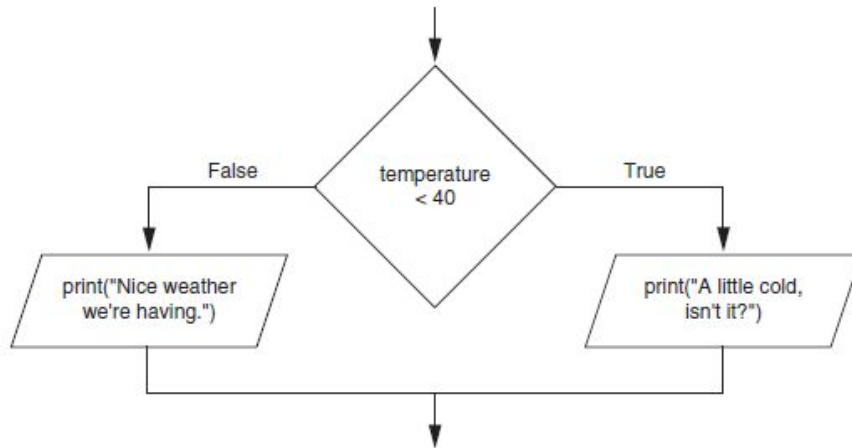 False
temperature
< 40
True
print("Nice weather
we're having.")
print("A little cold,
isn't it?")